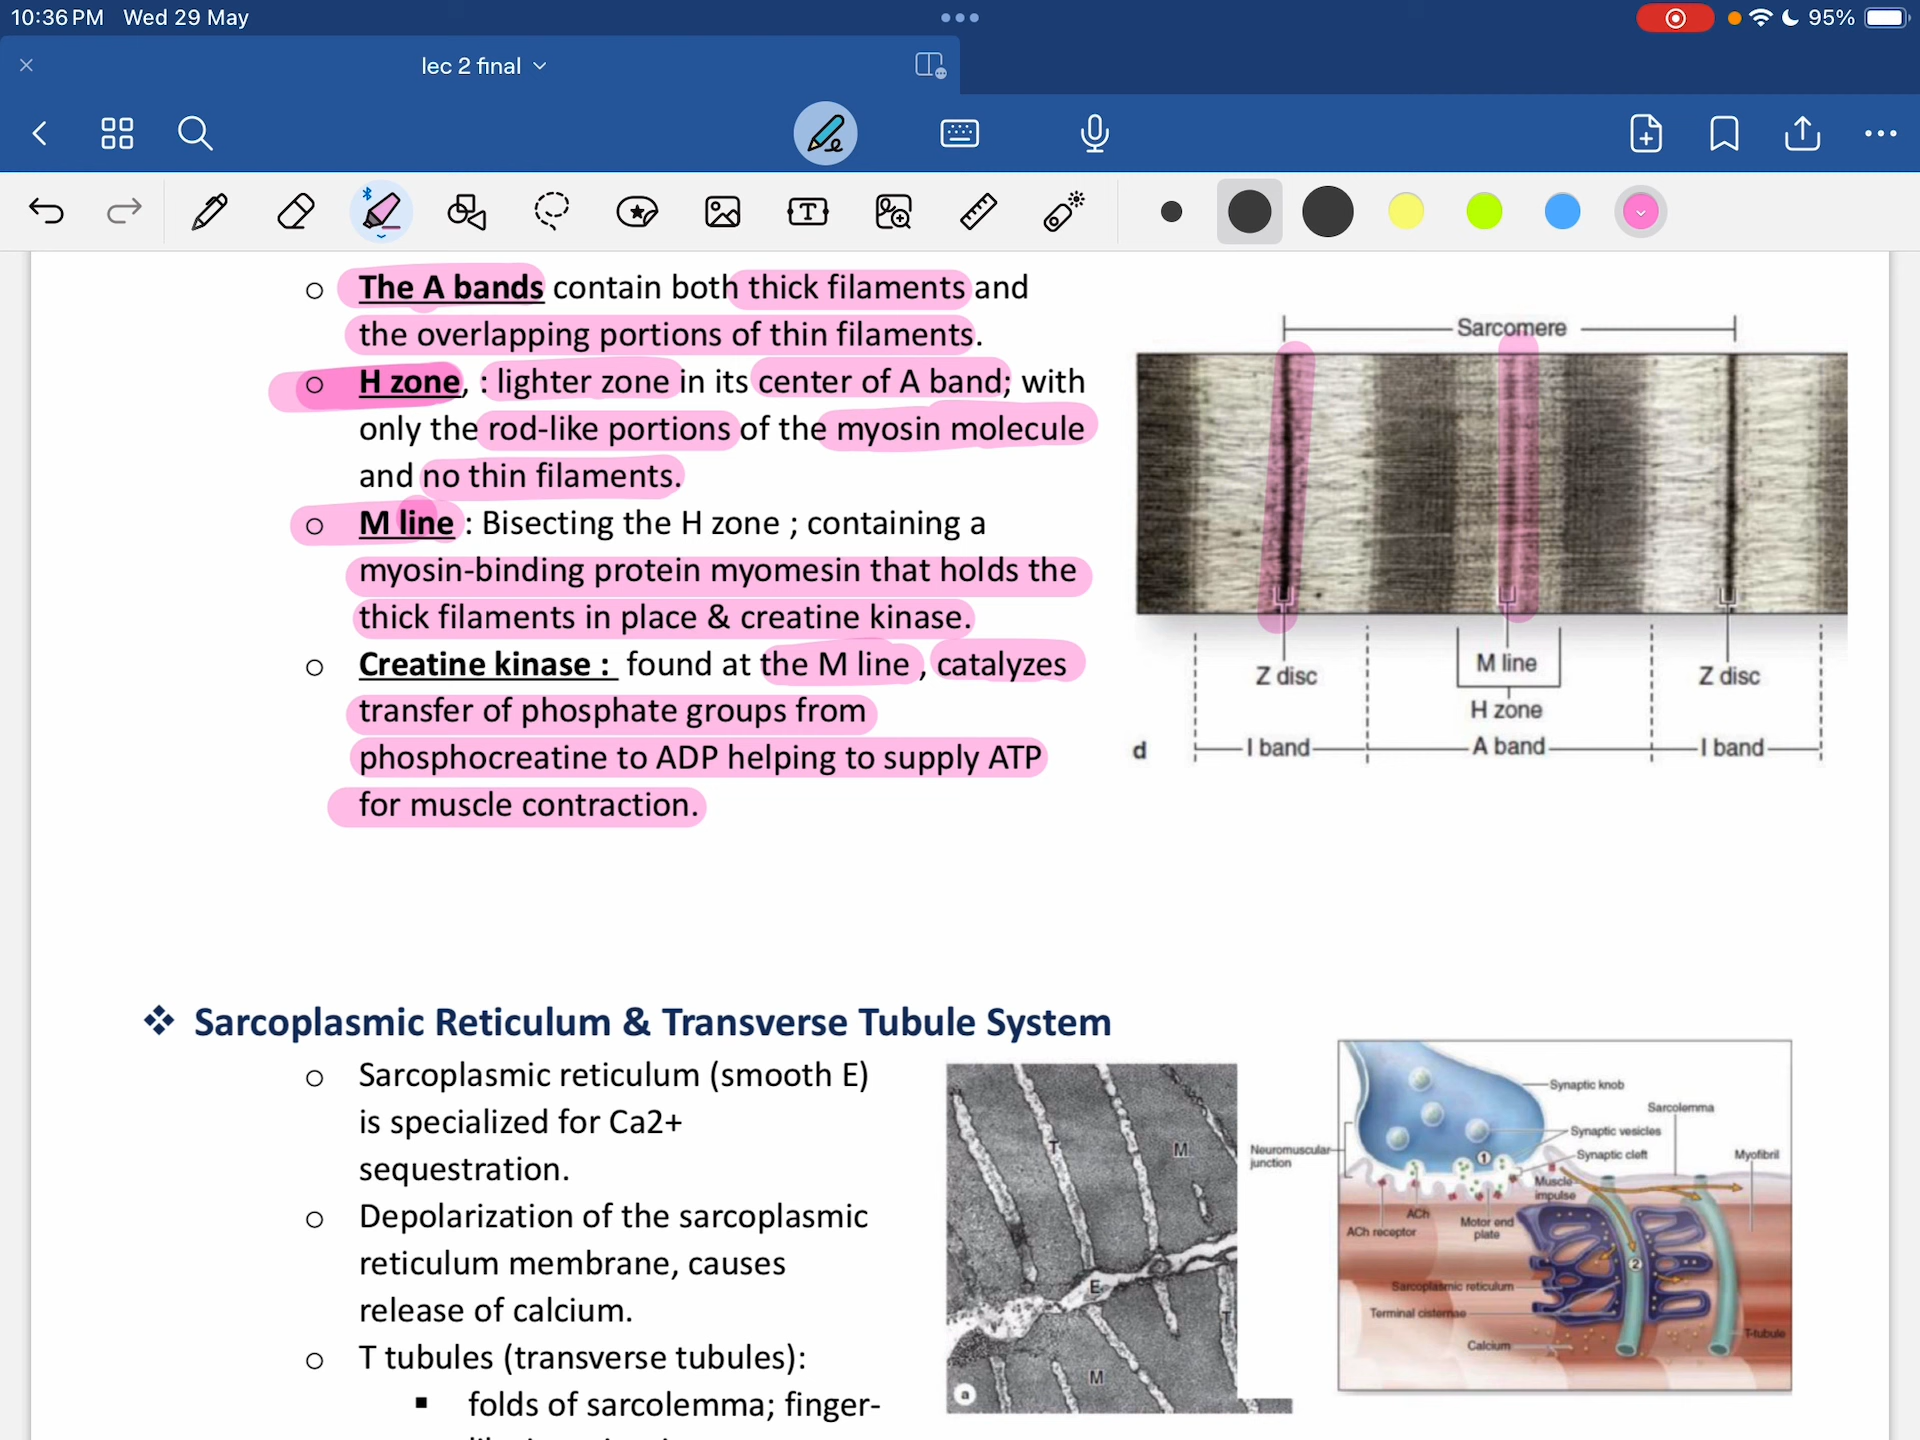 10:36 PM Wed 29 May
95%
lec 2 final
The A bands contain both thick filaments and
the overlapping portions of thin filaments.
H zone, : lighter zone in its center of A band; with
only the rod-like portions of the myosin molecule
and no thin filaments.
M line : Bisecting the H zone ; containing a
myosin-binding protein myomesin that holds the
thick filaments in place & creatine kinase.
Creatine kinase : found at the M line , catalyzes
transfer of phosphate groups from
phosphocreatine to ADP helping to supply ATP
for muscle contraction.
Sarcomere
Z disc
M line
Z disc
H zone
d
I band
A band
I band
Sarcoplasmic Reticulum & Transverse Tubule System
Sarcoplasmic reticulum (smooth E)
is specialized for Ca2+
sequestration.
Depolarization of the sarcoplasmic
reticulum membrane, causes
release of calcium.
T tubules (transverse tubules):
folds of sarcolemma; finger-
T
M
E
T
M
a
Synaptic knob
Sarcolemma
Synaptic vesicles
Neuromuscular
junction
Synaptic cleft
Myofibril
1
Muscle
impulse
ACh
ACh receptor
Motor end
plate
2
Sarcoplasmic reticulum
Terminal cisternae
T-tubule
Calcium